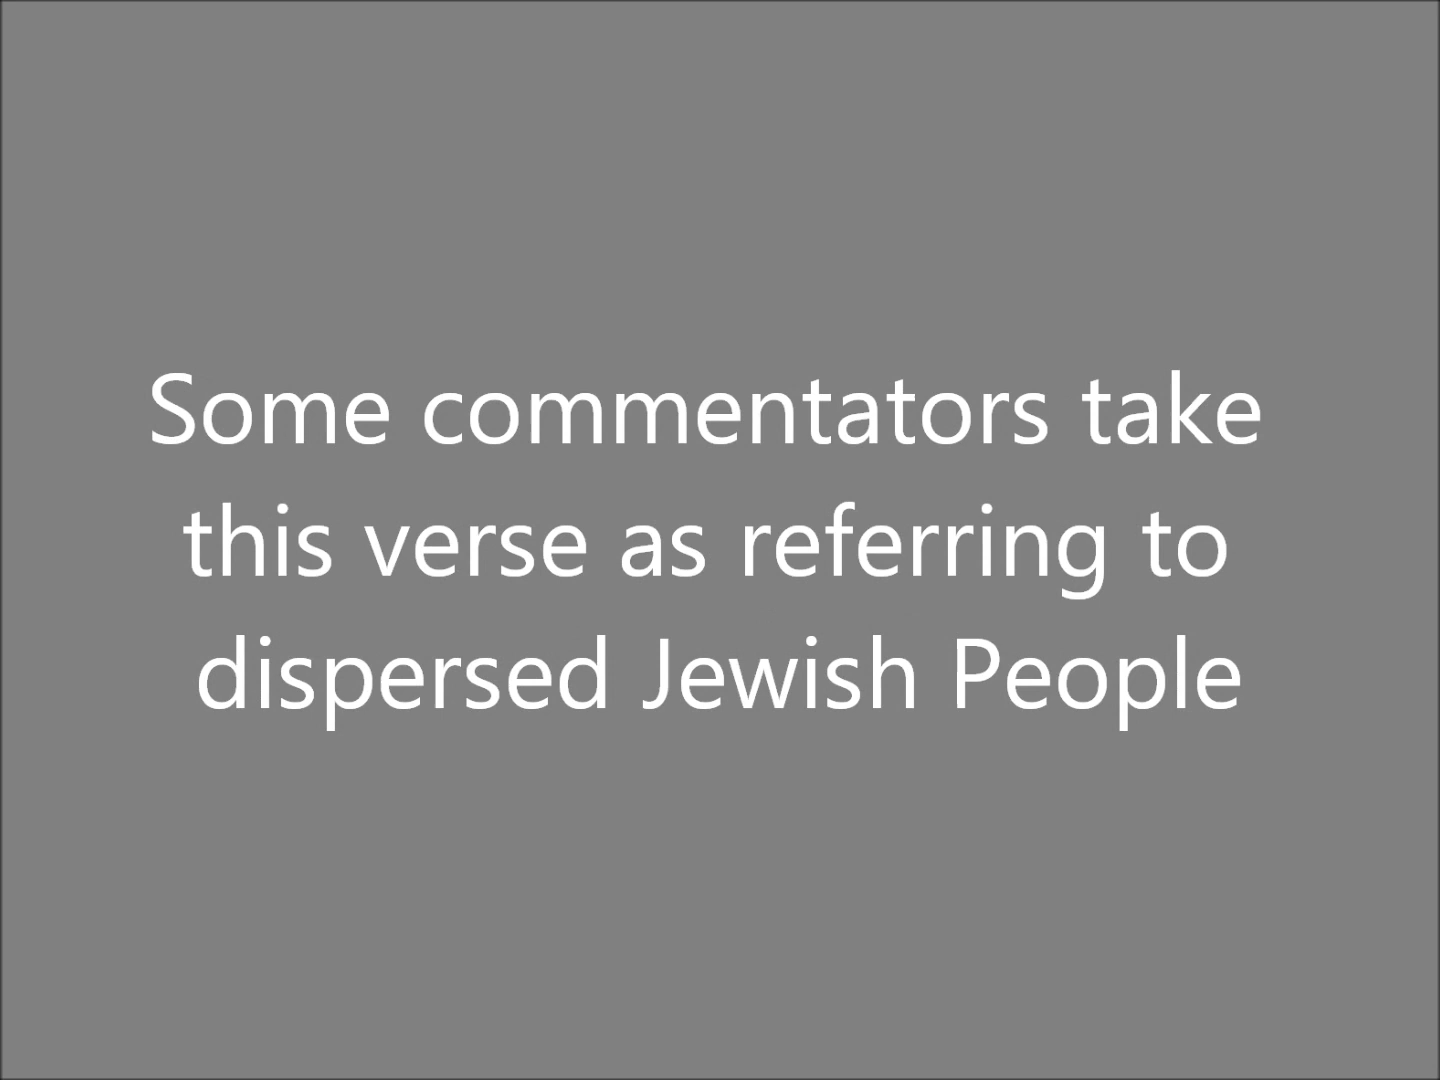 Some commentators take
this verse as referring to
dispersed Jewish People